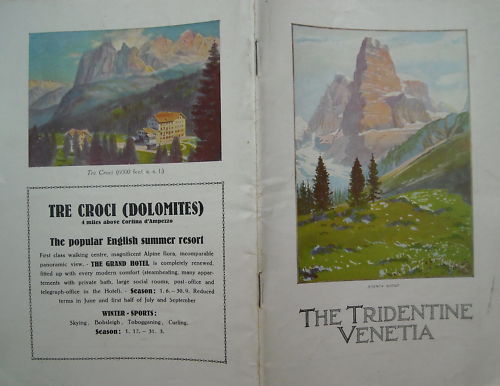 Tre Croci (6000 feet a. s. l.)
TRE CROCI (DOLOMITES)
4 miles above Cortina d'Ampezzo
The popular English summer resort
First class walking centre, magnificent Alpine flora, incomparable
panoramic view. - THE GRAND HOTEL is completely renewed,
fitted up with every modern comfort (steamheating, many appar-
tements with private bath, large social rooms, post-office and
telegraph-office in the Hotel). - Season: 1. 6. - 30. 9. Reduced
terms in June and first half of July and September
WINTER - SPORTS:
Skying, Bobsleigh, Tobogganing, Curling.
Season: 1. 12. - 31. 3.
THE TRIDENTINE
VENETIA